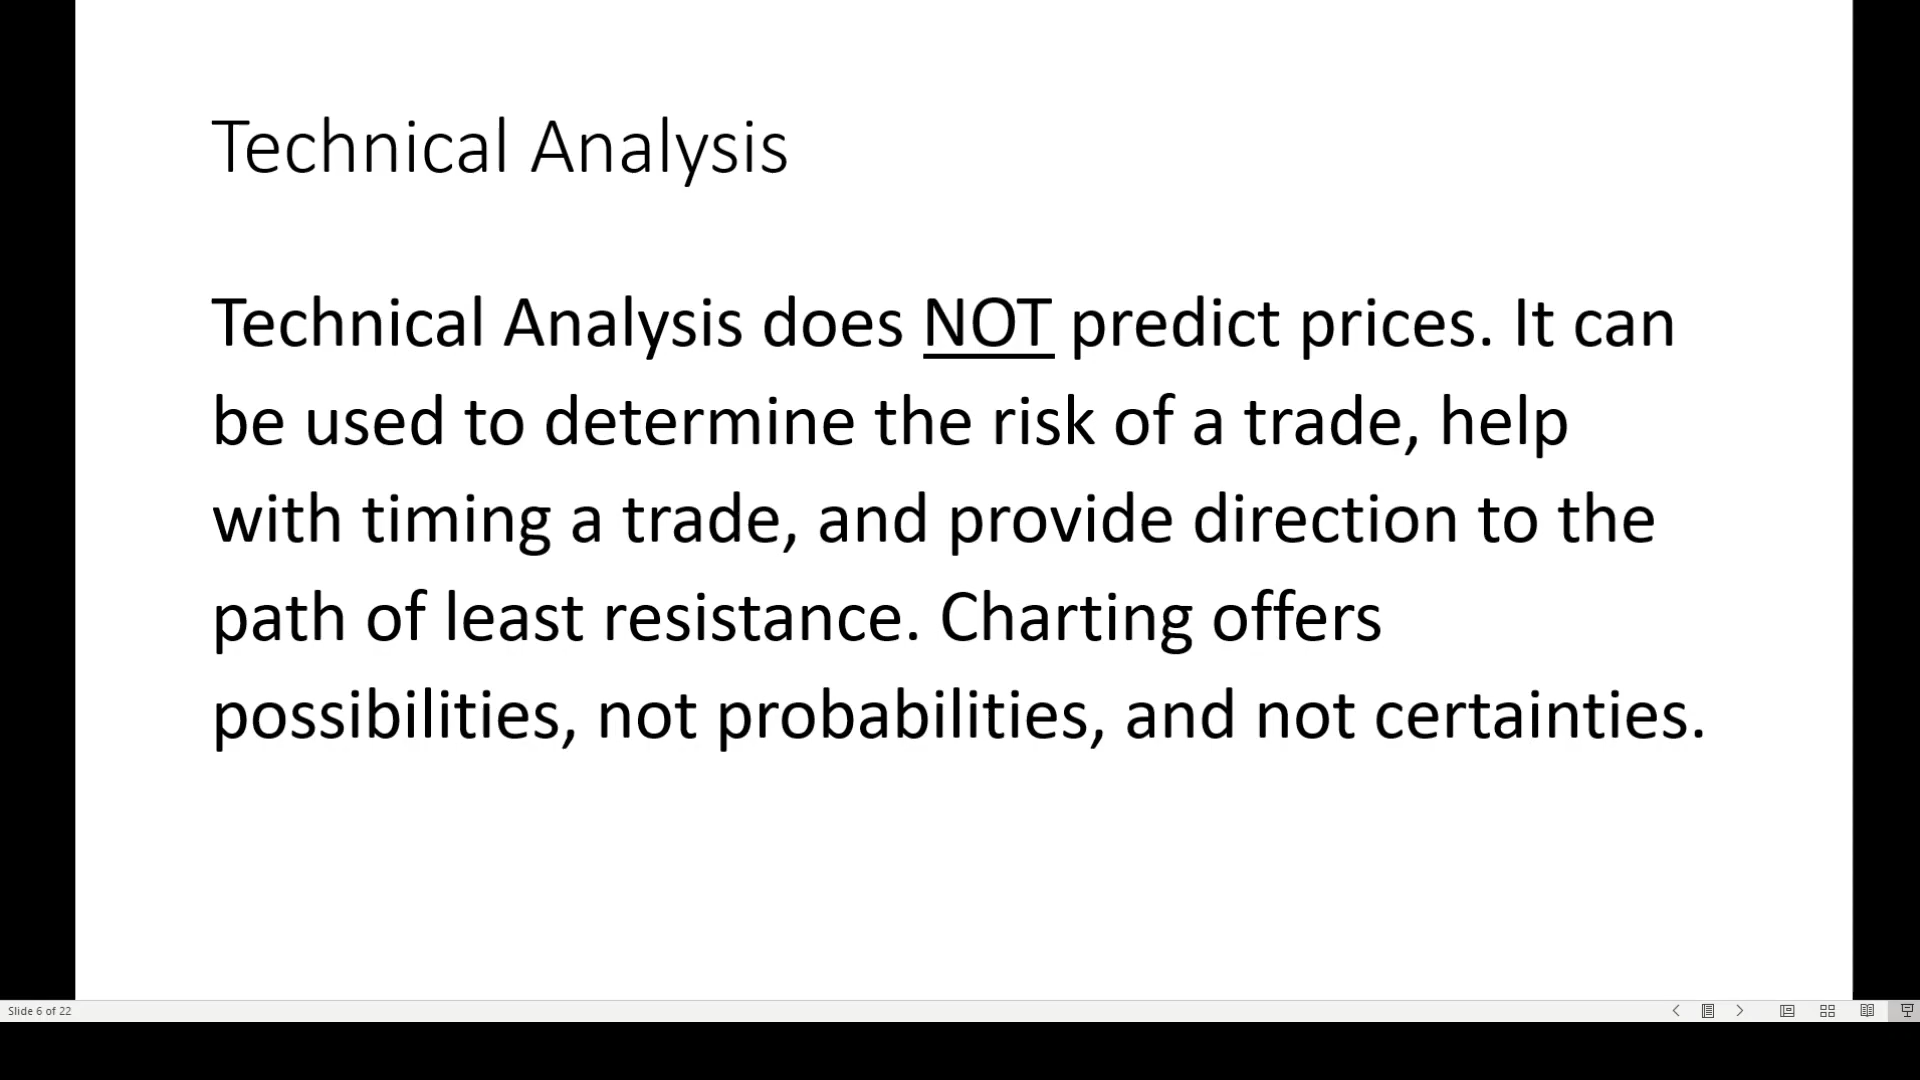 Technical Analysis
Technical Analysis does NOT predict prices. It can
be used to determine the risk of a trade, help
with timing a trade, and provide direction to the
path of least resistance. Charting offers
possibilities, not probabilities, and not certainties.
Slide 6 of 22